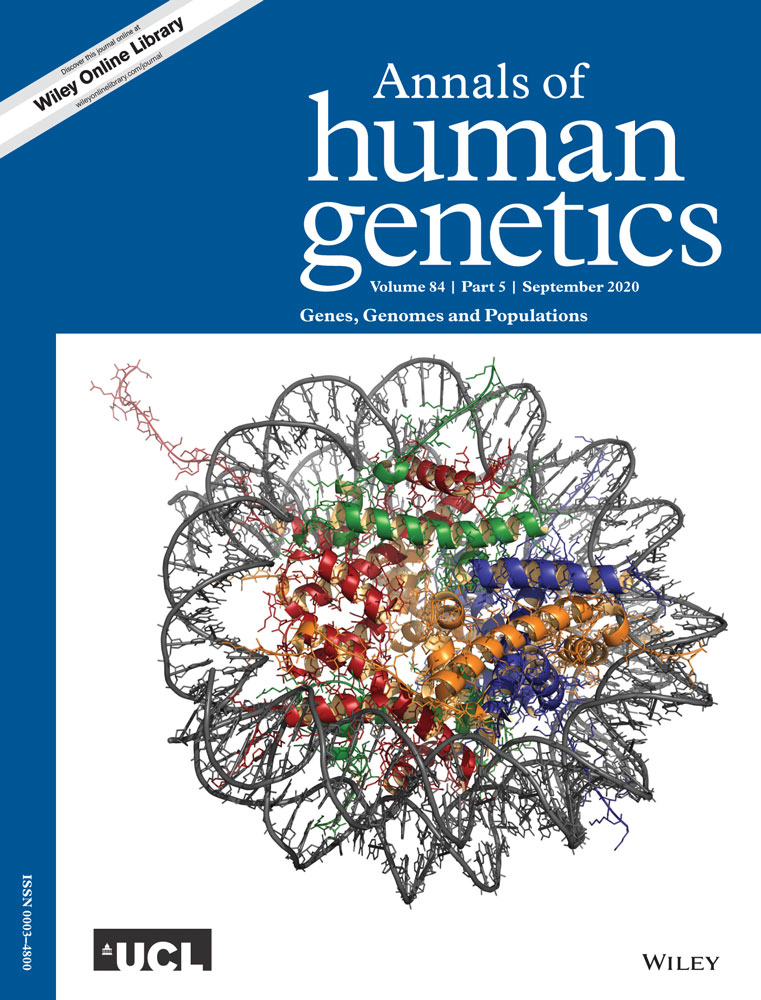 Discover this journal online at
Wiley Online Library
wileyonlinelibrary.com/journal
Annals of
human
genetics
Volume 84 | Part 5 | September 2020
Genes, Genomes and Populations
ISSN 0003–4800
UCL
WILEY